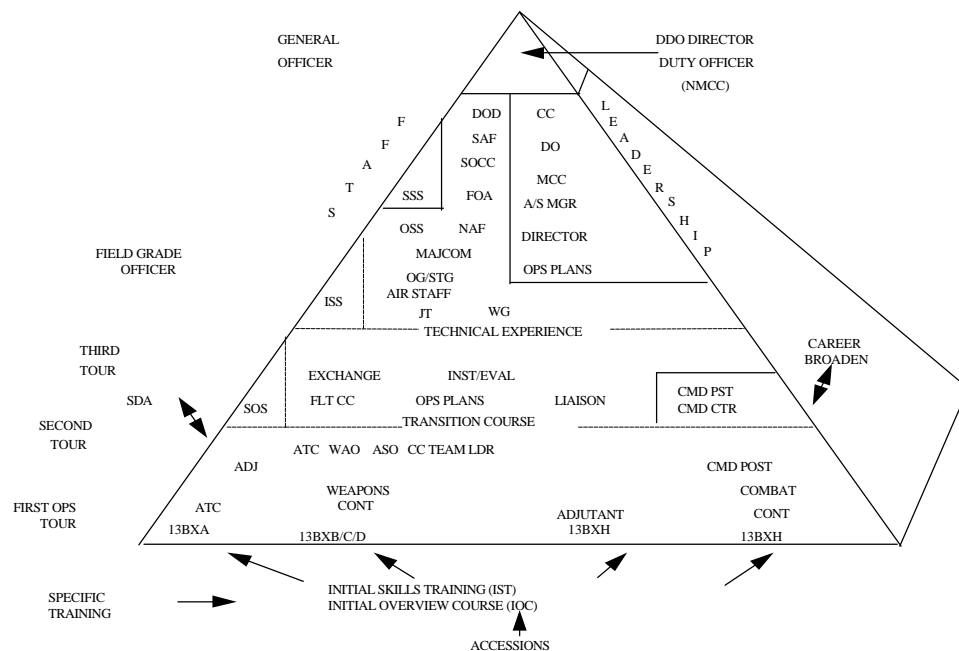 GENERAL
OFFICER
DDO DIRECTOR
DUTY OFFICER
(NMCC)
STAFF
LEADERSHIP
DOD
CC
SAF
DO
SOCC
MCC
SSS
FOA
A/S MGR
OSS
NAF
DIRECTOR
MAJCOM
FIELD GRADE
OFFICER
OG/STG
OPS PLANS
AIR STAFF
ISS
JT
WG
TECHNICAL EXPERIENCE
THIRD
TOUR
CAREER
BROADEN
EXCHANGE
INST/EVAL
CMD PST
CMD CTR
SDA
SOS
FLT CC
OPS PLANS
LIAISON
SECOND
TOUR
TRANSITION COURSE
ATC WAO ASO CC TEAM LDR
ADJ
CMD POST
WEAPONS
CONT
COMBAT
CONT
FIRST OPS
TOUR
ATC
13BXA
13BXB/C/D
ADJUTANT
13BXH
13BXH
SPECIFIC
TRAINING
INITIAL SKILLS TRAINING (IST)
INITIAL OVERVIEW COURSE (IOC)
ACCESSIONS